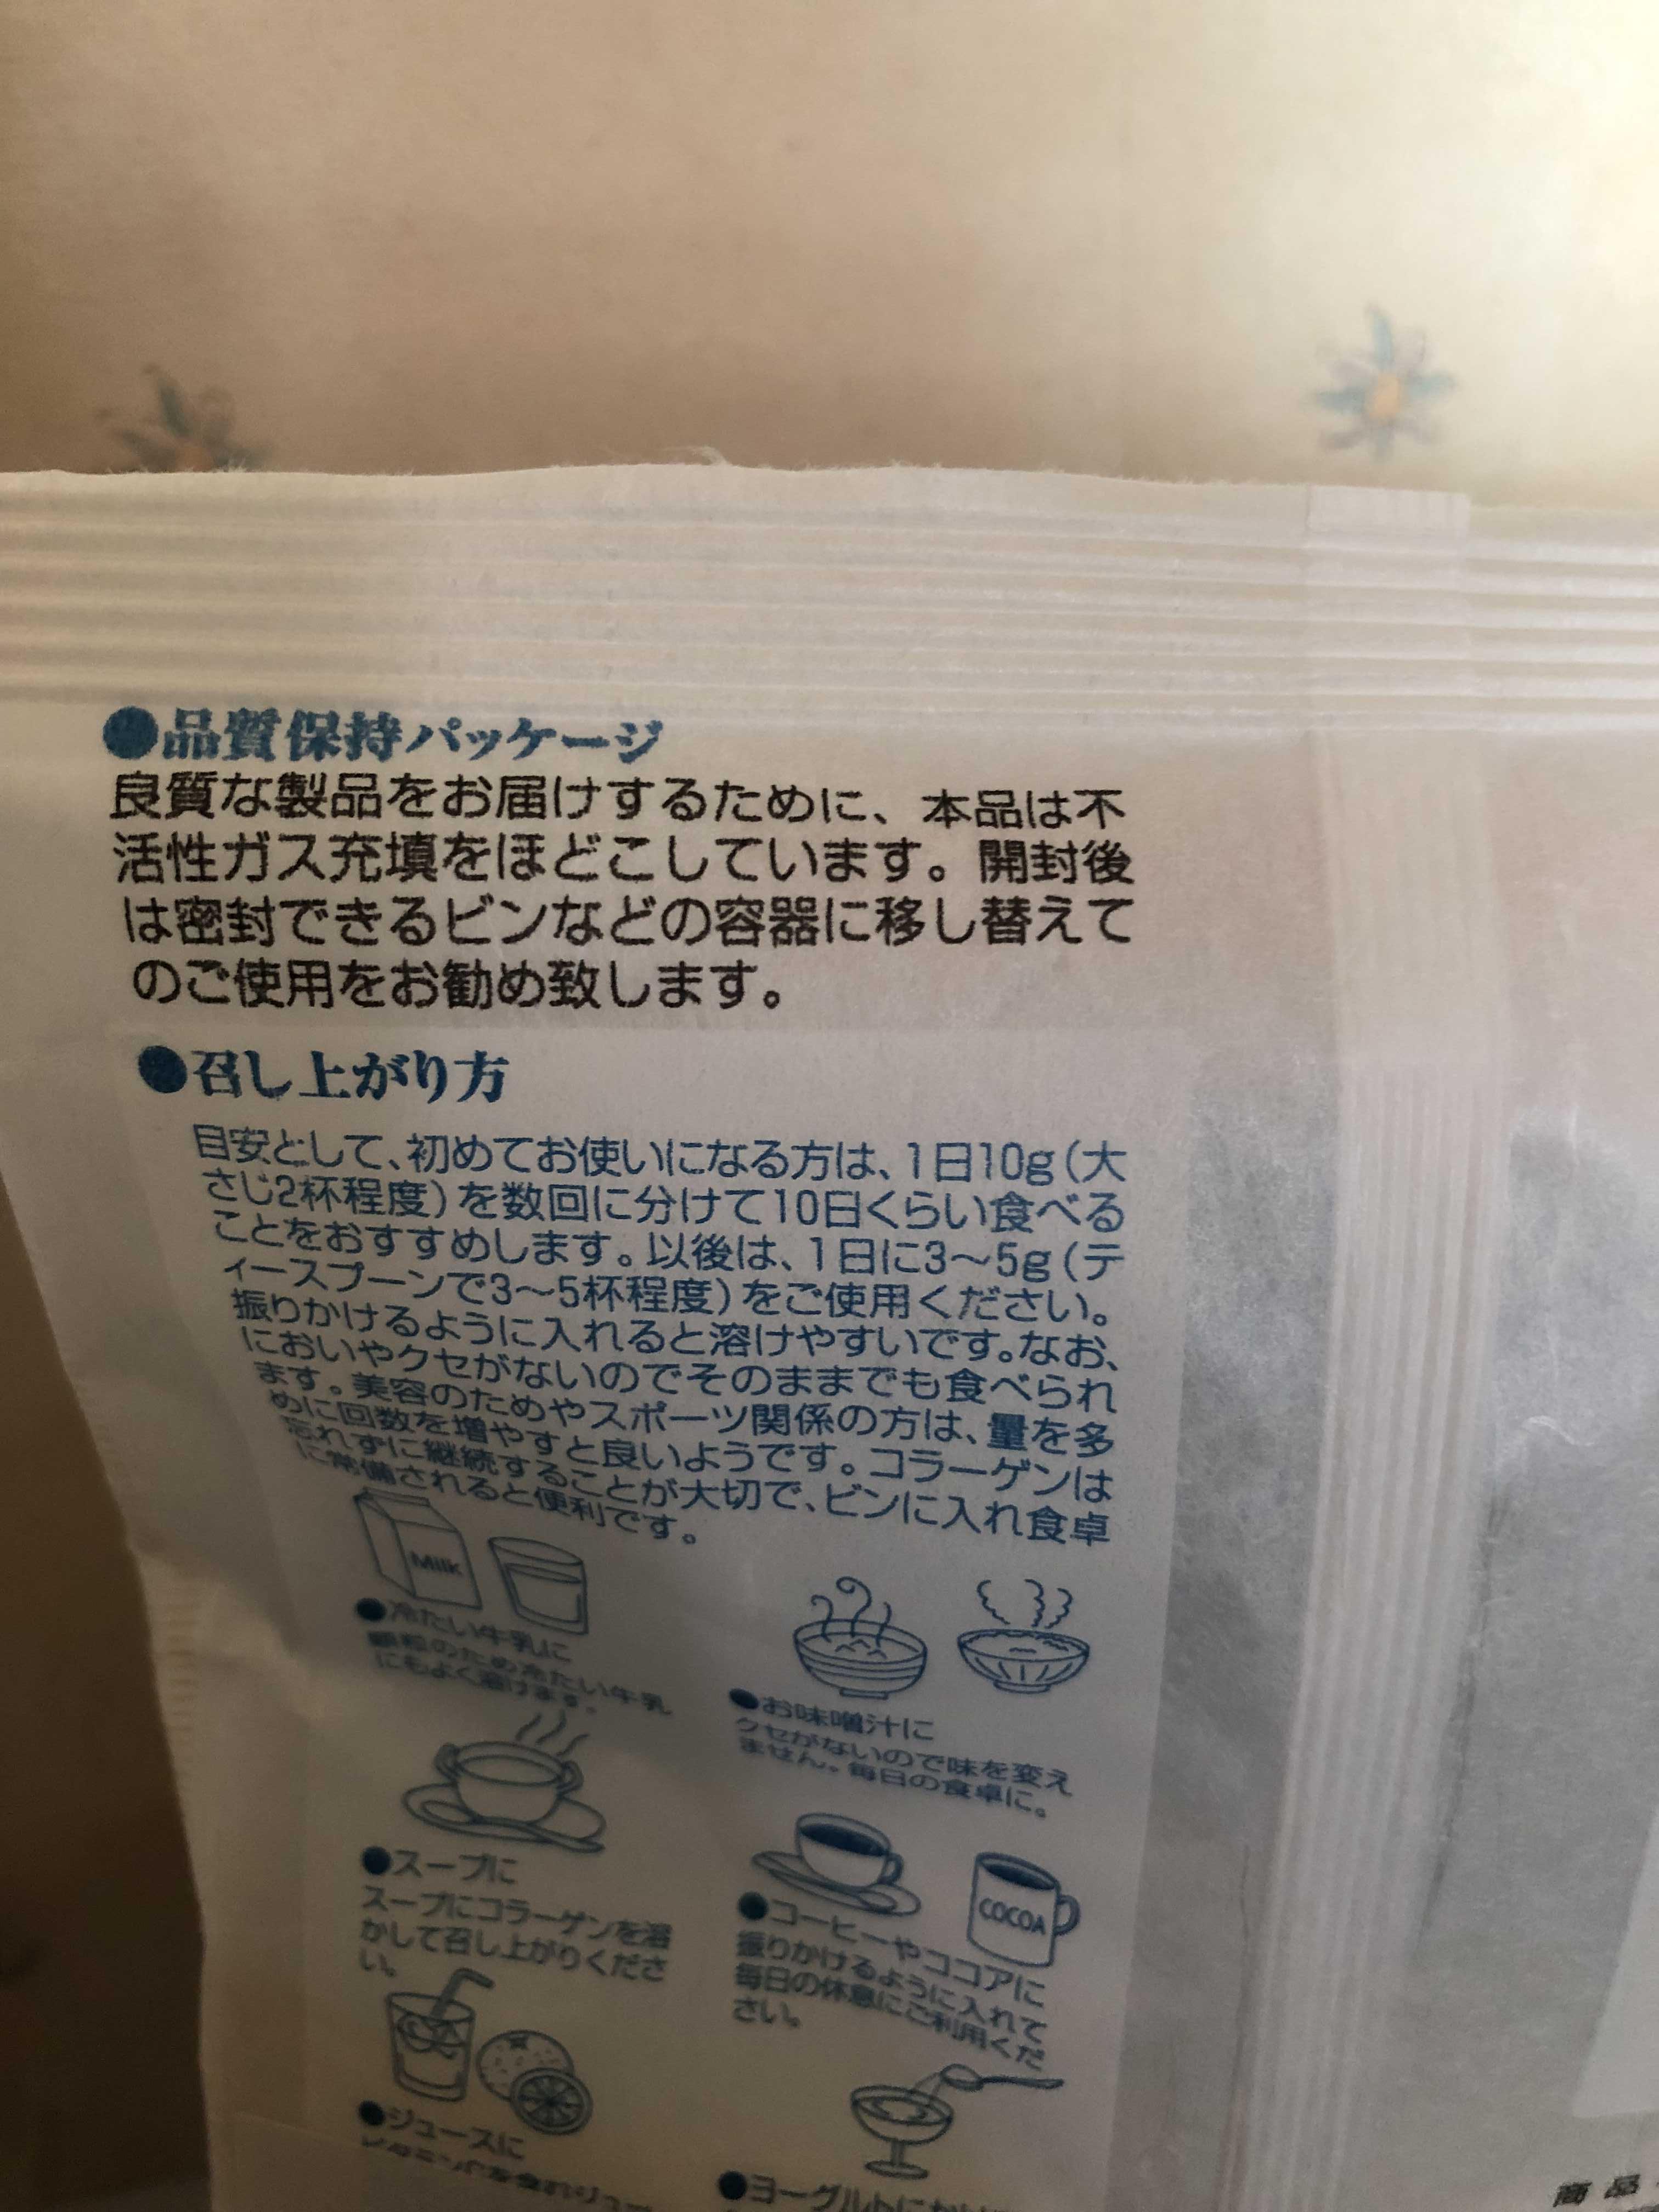 ●品質保持パッケージ
良質な製品をお届けするために、本品は不
活性ガス充填をほどこしています。開封後
は密封できるビンなどの容器に移し替えて
のご使用をお勧め致します。
●召し上がり方
目安として、初めてお使いになる方は、1日10g(大
さじ2杯程度)を数回に分けて10日くらい食べる
ことをおすすめします。以後は、1日に3〜5g(テ
ィースプーンで3〜5杯程度)をご使用ください。
振りかけるように入れると溶けやすいです。なお、
においやクセがないのでそのままでも食べられ
ます。美容のためやスポーツ関係の方は、量を多
めに回数を増やすと良いようです。コラーゲンは
忘れずに継続することが大切で、ビンに入れ食卓
に常備されると便利です。
Milk
●冷たい牛乳に
顆粒のため冷たい牛乳
にもよく溶けます。
●お味噌汁に
クセがないので味を変え
ません。毎日の食卓に。
●スープに
スープにコラーゲンを溶
かして召し上がりくださ
い。
COCOA
●コーヒーやココアに
振りかけるように入れて
毎日の休息にご利用くだ
さい。
●ジュースに
●ヨーグルトに
商品